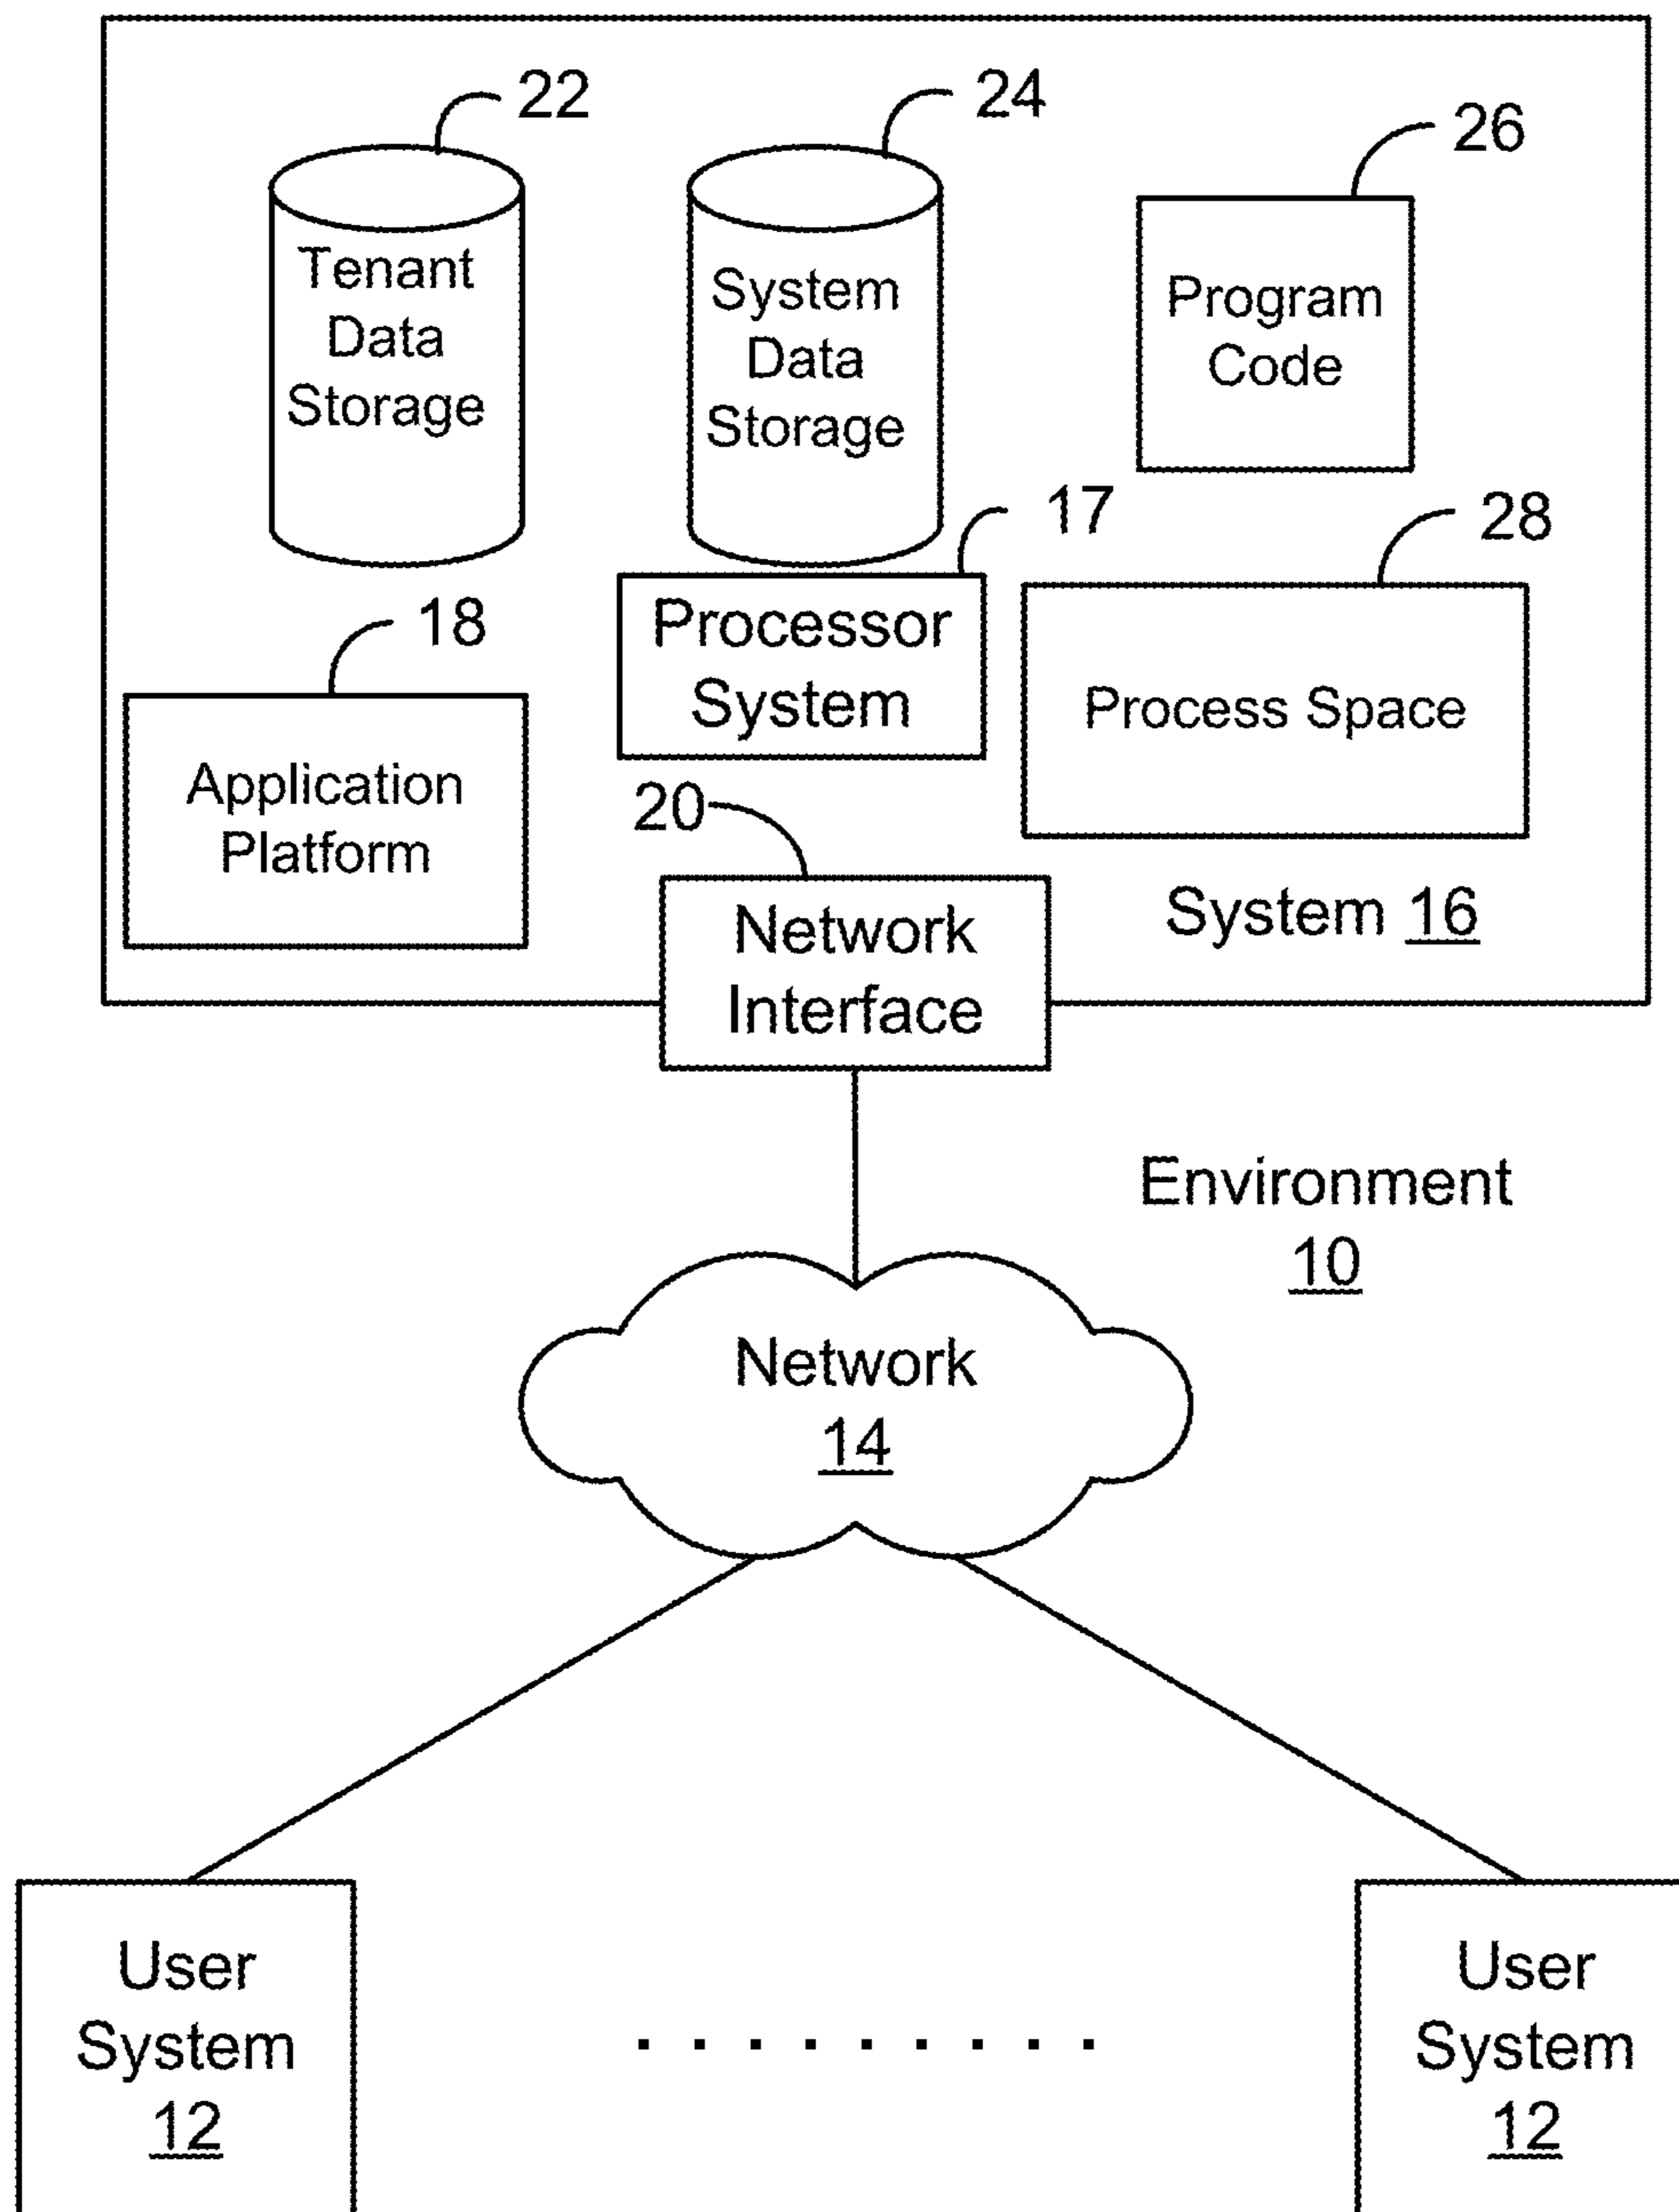 22
24
26
Tenant
Data
Storage
System
Data
Storage
Program
Code
17
28
18
Processor
System
Process Space
Application
Platform
20
Network
Interface
System 16
Environment
10
Network
14
User
System
12
. . . . . . . . .
User
System
12